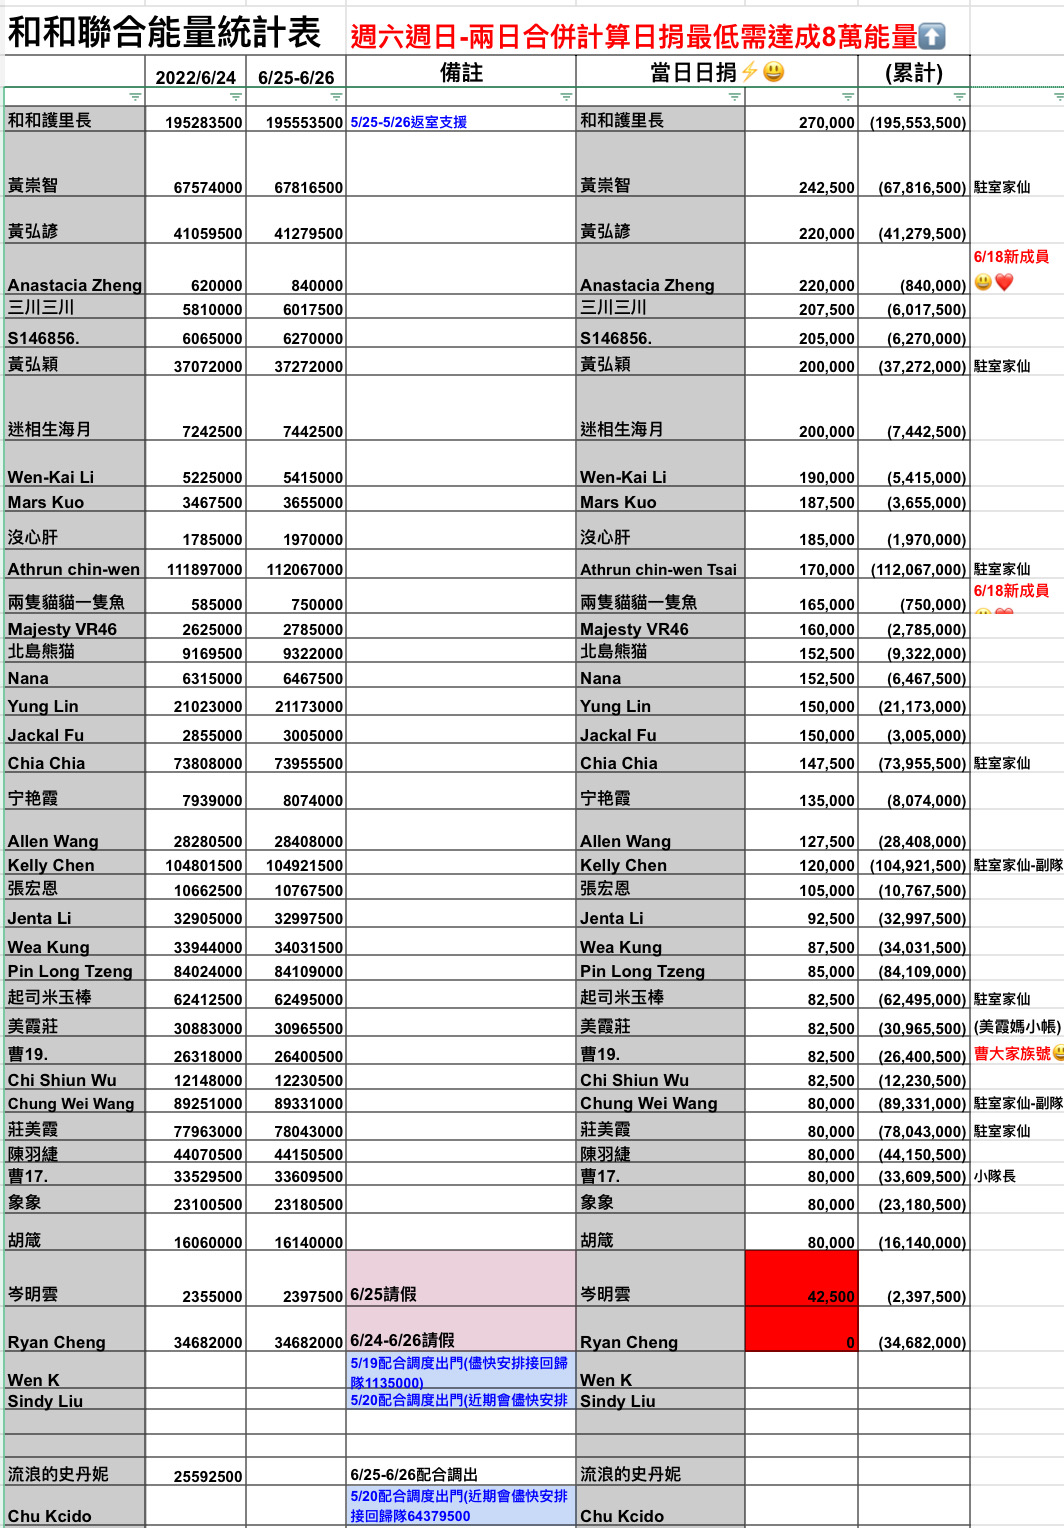 和和聯合能量統計表 週六週日-兩日合併計算日捐最低需達成8萬能量⬆️
2022/6/24 6/25-6/26 備註 當日日捐⚡😃 (累計)
和和護里長 195283500 195553500 5/25-5/26返室支援 和和護里長 270,000 (195,553,500)
黃崇智 67574000 67816500 黃崇智 242,500 (67,816,500) 駐室家仙
黃弘諺 41059500 41279500 黃弘諺 220,000 (41,279,500)
6/18新成員
Anastacia Zheng 620000 840000 Anastacia Zheng 220,000 (840,000) 😃❤️
三川三川 5810000 6017500 三川三川 207,500 (6,017,500)
S146856. 6065000 6270000 S146856. 205,000 (6,270,000)
黃弘穎 37072000 37272000 黃弘穎 200,000 (37,272,000) 駐室家仙
迷相生海月 7242500 7442500 迷相生海月 200,000 (7,442,500)
Wen-Kai Li 5225000 5415000 Wen-Kai Li 190,000 (5,415,000)
Mars Kuo 3467500 3655000 Mars Kuo 187,500 (3,655,000)
沒心肝 1785000 1970000 沒心肝 185,000 (1,970,000)
Athrun chin-wen 111897000 112067000 Athrun chin-wen Tsai 170,000 (112,067,000) 駐室家仙
6/18新成員
兩隻貓貓一隻魚 585000 750000 兩隻貓貓一隻魚 165,000 (750,000)
Majesty VR46 2625000 2785000 Majesty VR46 160,000 (2,785,000)
北島熊猫 9169500 9322000 北島熊猫 152,500 (9,322,000)
Nana 6315000 6467500 Nana 152,500 (6,467,500)
Yung Lin 21023000 21173000 Yung Lin 150,000 (21,173,000)
Jackal Fu 2855000 3005000 Jackal Fu 150,000 (3,005,000)
Chia Chia 73808000 73955500 Chia Chia 147,500 (73,955,500) 駐室家仙
宁艳霞 7939000 8074000 宁艳霞 135,000 (8,074,000)
Allen Wang 28280500 28408000 Allen Wang 127,500 (28,408,000)
Kelly Chen 104801500 104921500 Kelly Chen 120,000 (104,921,500) 駐室家仙-副隊
張宏恩 10662500 10767500 張宏恩 105,000 (10,767,500)
Jenta Li 32905000 32997500 Jenta Li 92,500 (32,997,500)
Wea Kung 33944000 34031500 Wea Kung 87,500 (34,031,500)
Pin Long Tzeng 84024000 84109000 Pin Long Tzeng 85,000 (84,109,000)
起司米玉棒 62412500 62495000 起司米玉棒 82,500 (62,495,000) 駐室家仙
美霞莊 30883000 30965500 美霞莊 82,500 (30,965,500) (美霞媽小帳)
曹19. 26318000 26400500 曹19. 82,500 (26,400,500) 曹大家族號😃
Chi Shiun Wu 12148000 12230500 Chi Shiun Wu 82,500 (12,230,500)
Chung Wei Wang 89251000 89331000 Chung Wei Wang 80,000 (89,331,000) 駐室家仙-副隊
莊美霞 77963000 78043000 莊美霞 80,000 (78,043,000) 駐室家仙
陳羽緁 44070500 44150500 陳羽緁 80,000 (44,150,500)
曹17. 33529500 33609500 曹17. 80,000 (33,609,500) 小隊長
象象 23100500 23180500 象象 80,000 (23,180,500)
胡箴 16060000 16140000 胡箴 80,000 (16,140,000)
岑明雲 2355000 2397500 6/25請假 岑明雲 42,500 (2,397,500)
Ryan Cheng 34682000 34682000 6/24-6/26請假 Ryan Cheng 0 (34,682,000)
5/19配合調度出門(儘快安排接回歸
Wen K 隊1135000) Wen K
Sindy Liu 5/20配合調度出門(近期會儘快安排 Sindy Liu
流浪的史丹妮 25592500 6/25-6/26配合調出 流浪的史丹妮
5/20配合調度出門(近期會儘快安排
Chu Kcido 接回歸隊64379500 Chu Kcido